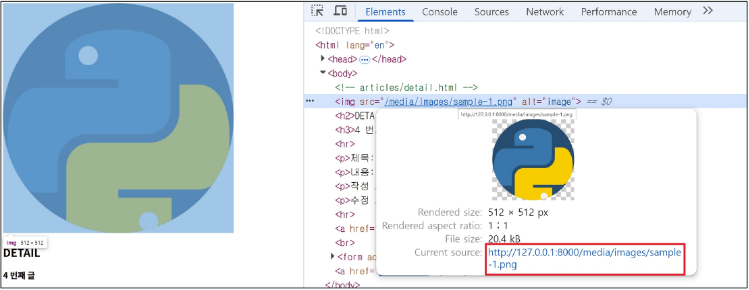 Elements Console Sources Network Performance Memory
<!DOCTYPE html>
<html lang="en">
<head> </head>
<body>
<!-- articles/detail.html -->
<img src="/media/images/sample-1.png" alt="image"> == $0
http://127.0.0.1:8000/media/images/sample-1.png
<h2>DETA
<h3>4 번
<hr>
<p>제목:
<p>내용:
<p>작성
<p>수정
<hr>
<a href=
<br>
<form ac
<a href=
</body>
Rendered size: 512 × 512 px
Rendered aspect ratio: 1∶1
File size: 20.4 kB
Current source: http://127.0.0.1:8000/media/images/sample
-1.png
img 512 × 512
DETAIL
4 번째 글